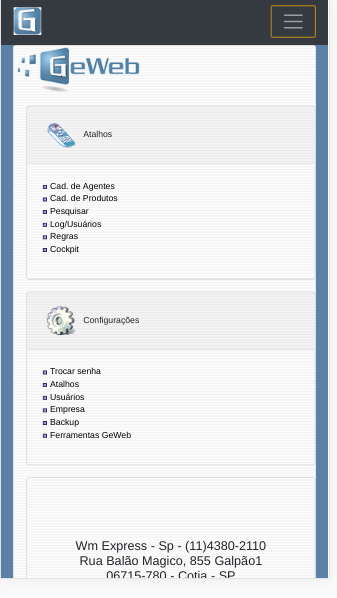 G
GeWeb
Atalhos
Cad. de Agentes
Cad. de Produtos
Pesquisar
Log/Usuários
Regras
Cockpit
Configurações
Trocar senha
Atalhos
Usuários
Empresa
Backup
Ferramentas GeWeb
Wm Express - Sp - (11)4380-2110
Rua Balão Magico, 855 Galpão1
06715-780 - Cotia - SP